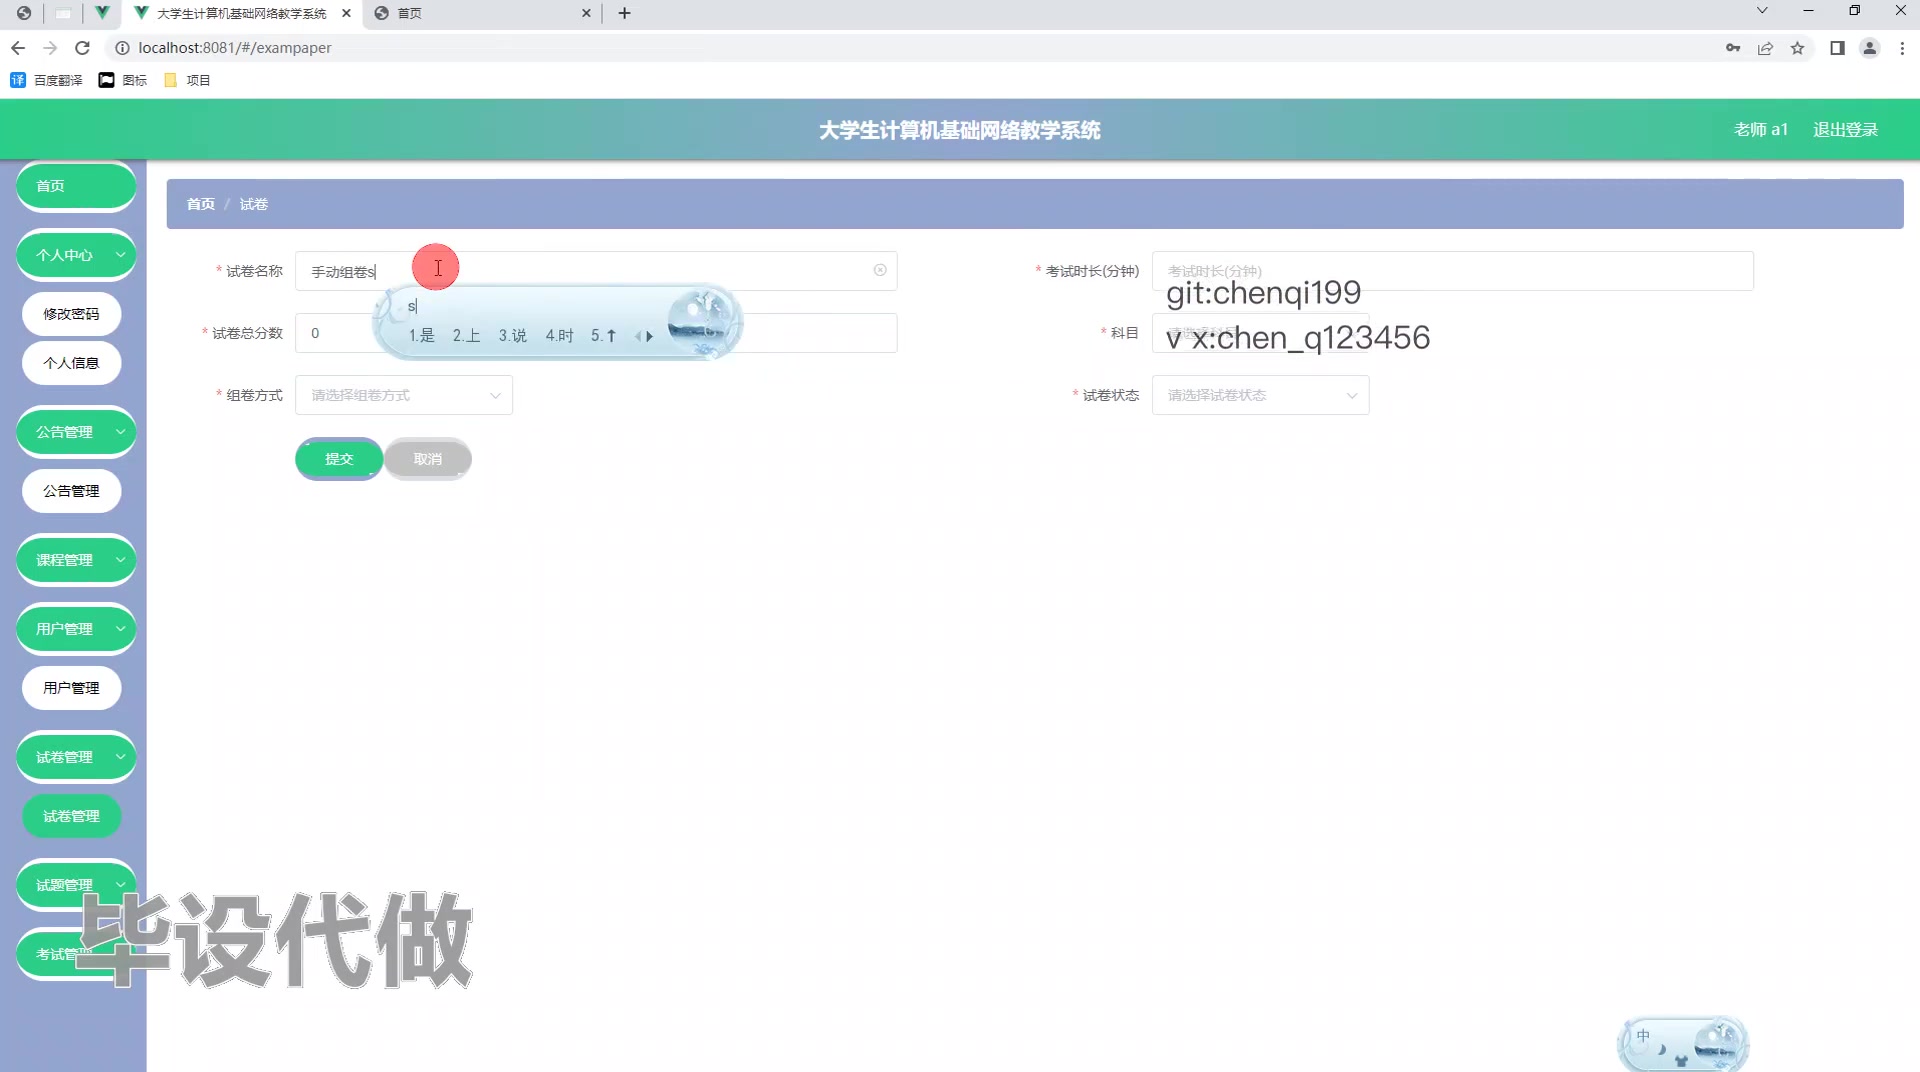 大学生计算机基础网络教学系统
首页
localhost:8081/#/exampaper
译 百度翻译 图标 项目
大学生计算机基础网络教学系统
老师 a1 退出登录
首页
个人中心
修改密码
个人信息
公告管理
公告管理
课程管理
用户管理
用户管理
试卷管理
试卷管理
试题管理
考试管理
首页 / 试卷
* 试卷名称 手动组卷s
* 考试时长(分钟) 考试时长(分钟)
s
1.是 2.上 3.说 4.时 5.↑
git:chenqi199
* 试卷总分数 0
* 科目
v x:chen_q123456
* 组卷方式 请选择组卷方式
* 试卷状态 请选择试卷状态
提交 取消
毕设代做
中